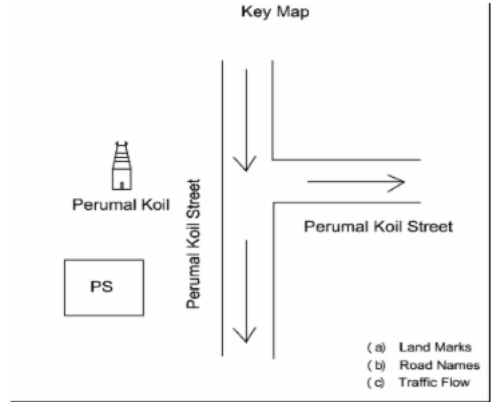 Key Map
Perumal Koil
Perumal Koil Street
Perumal Koil Street
PS
(a) Land Marks
(b) Road Names
(c) Traffic Flow